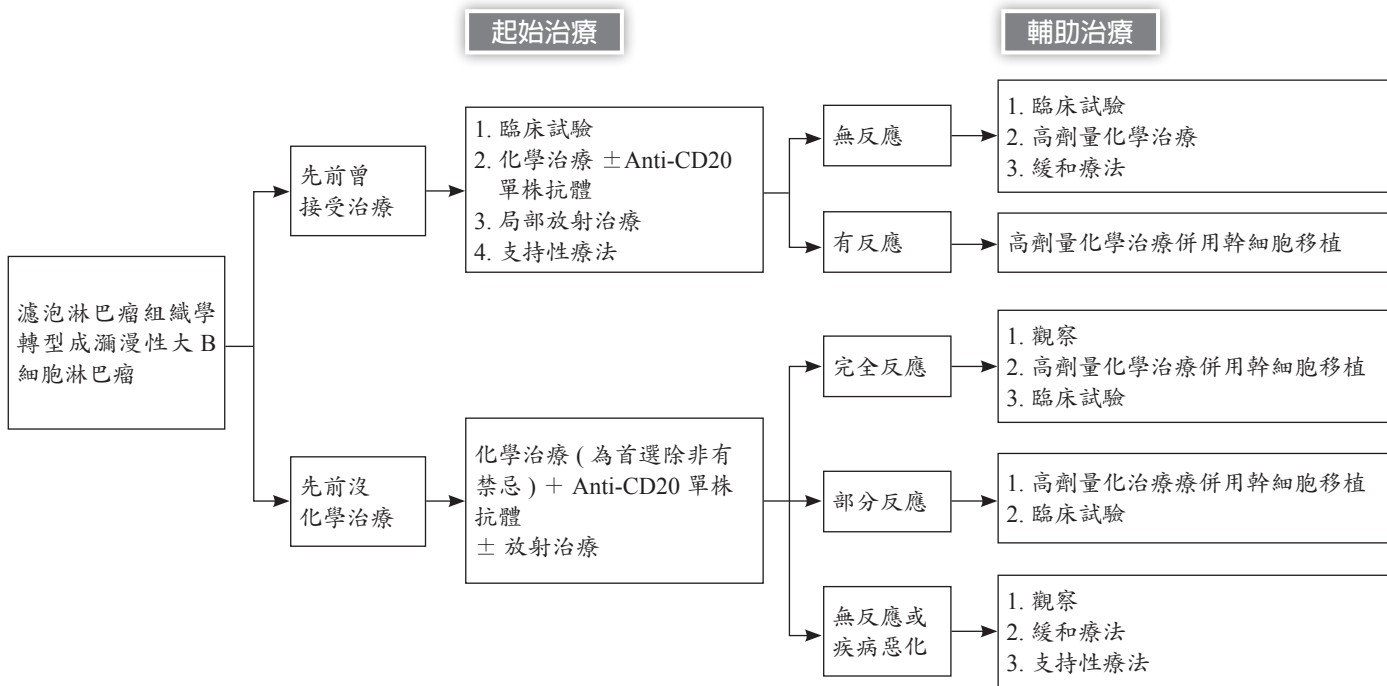 起始治療
輔助治療
濾泡淋巴瘤組織學
轉型成瀰漫性大 B
細胞淋巴瘤
先前曾
接受治療
1. 臨床試驗
2. 化學治療 ±Anti-CD20
單株抗體
3. 局部放射治療
4. 支持性療法
無反應
1. 臨床試驗
2. 高劑量化學治療
3. 緩和療法
有反應
高劑量化學治療併用幹細胞移植
先前沒
化學治療
化學治療 ( 為首選除非有
禁忌 ) + Anti-CD20 單株
抗體
± 放射治療
完全反應
1. 觀察
2. 高劑量化學治療併用幹細胞移植
3. 臨床試驗
部分反應
1. 高劑量化治療療併用幹細胞移植
2. 臨床試驗
無反應或
疾病惡化
1. 觀察
2. 緩和療法
3. 支持性療法